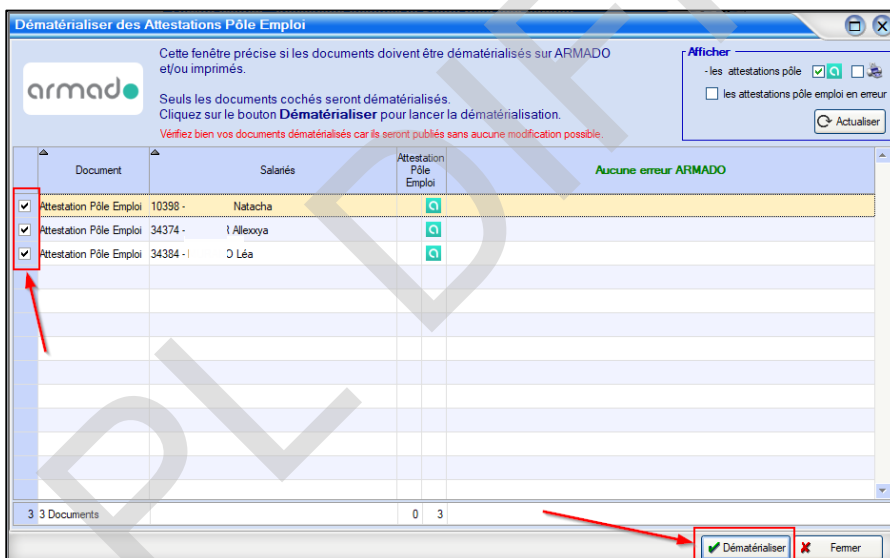 Dématérialiser des Attestations Pôle Emploi
armado
Cette fenêtre précise si les documents doivent être dématérialisés sur ARMADO
et/ou imprimés.
Seuls les documents cochés seront dématérialisés.
Cliquez sur le bouton Dématérialiser pour lancer la dématérialisation.
Vérifiez bien vos documents dématérialisés car ils seront publiés sans aucune modification possible.
Afficher
- les attestations pôle
les attestations pôle emploi en erreur
Actualiser
Document Salariés Attestation Pôle Emploi Aucune erreur ARMADO
Attestation Pôle Emploi 10398 - Natacha
Attestation Pôle Emploi 34374 - Allexxya
Attestation Pôle Emploi 34384 - O Léa
3 3 Documents 0 3
Dématérialiser Fermer
PL DIF